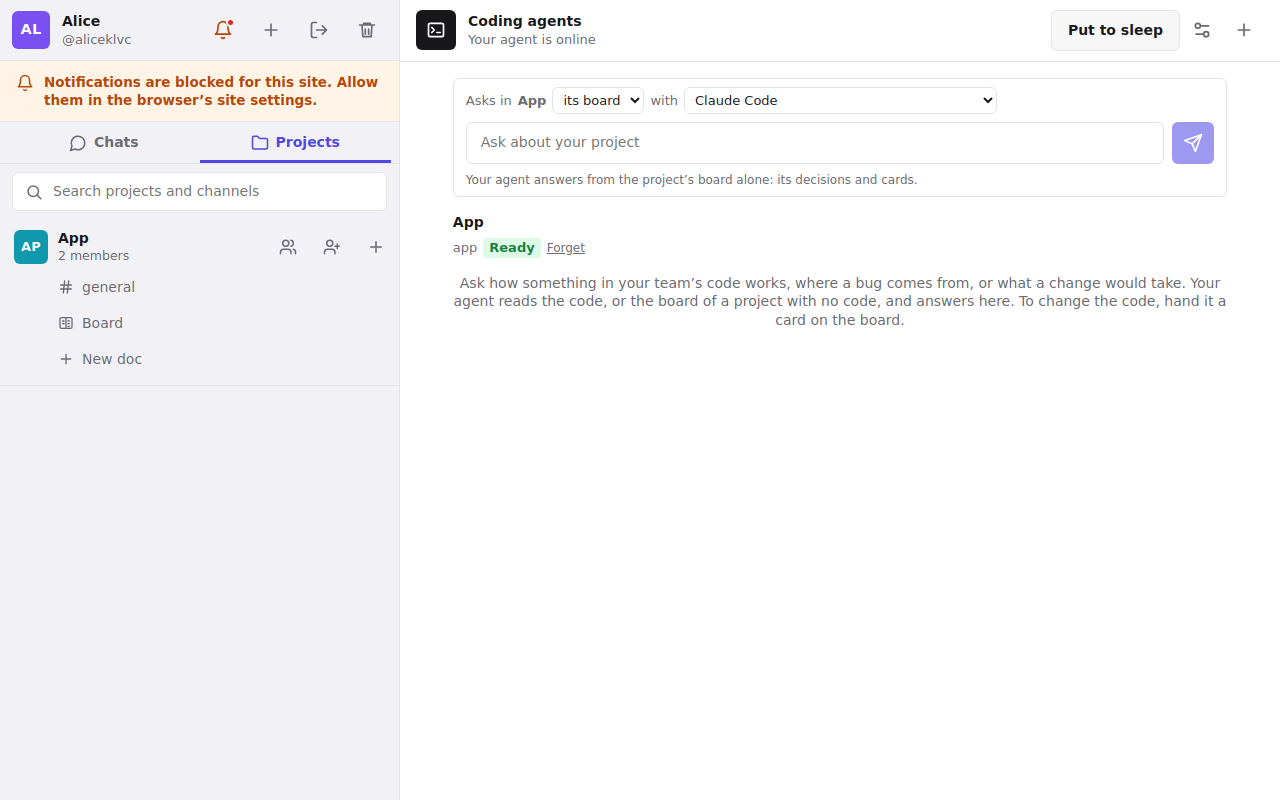 AL
Alice
@aliceklvc
Notifications are blocked for this site. Allow
them in the browser’s site settings.
Chats
Projects
Search projects and channels
AP
App
2 members
general
Board
New doc
Coding agents
Your agent is online
Put to sleep
Asks in App its board with Claude Code
Ask about your project
Your agent answers from the project’s board alone: its decisions and cards.
App
app Ready Forget
Ask how something in your team’s code works, where a bug comes from, or what a change would take. Your
agent reads the code, or the board of a project with no code, and answers here. To change the code, hand it a
card on the board.